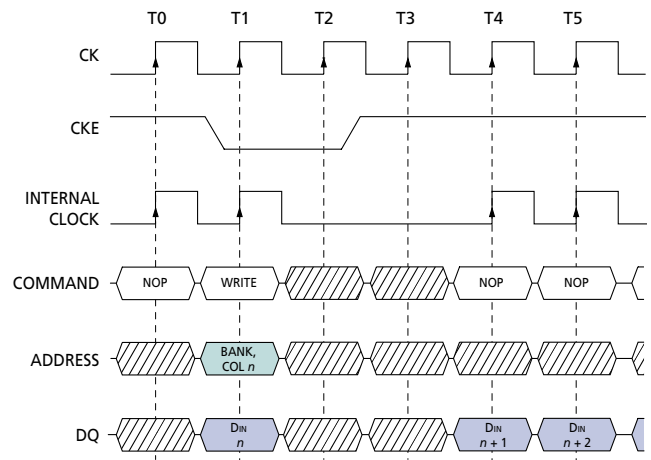 T0 T1 T2 T3 T4 T5
CK
CKE
INTERNAL
CLOCK
COMMAND NOP WRITE NOP NOP
ADDRESS BANK,
COL n
DQ DIN
n DIN
n + 1 DIN
n + 2